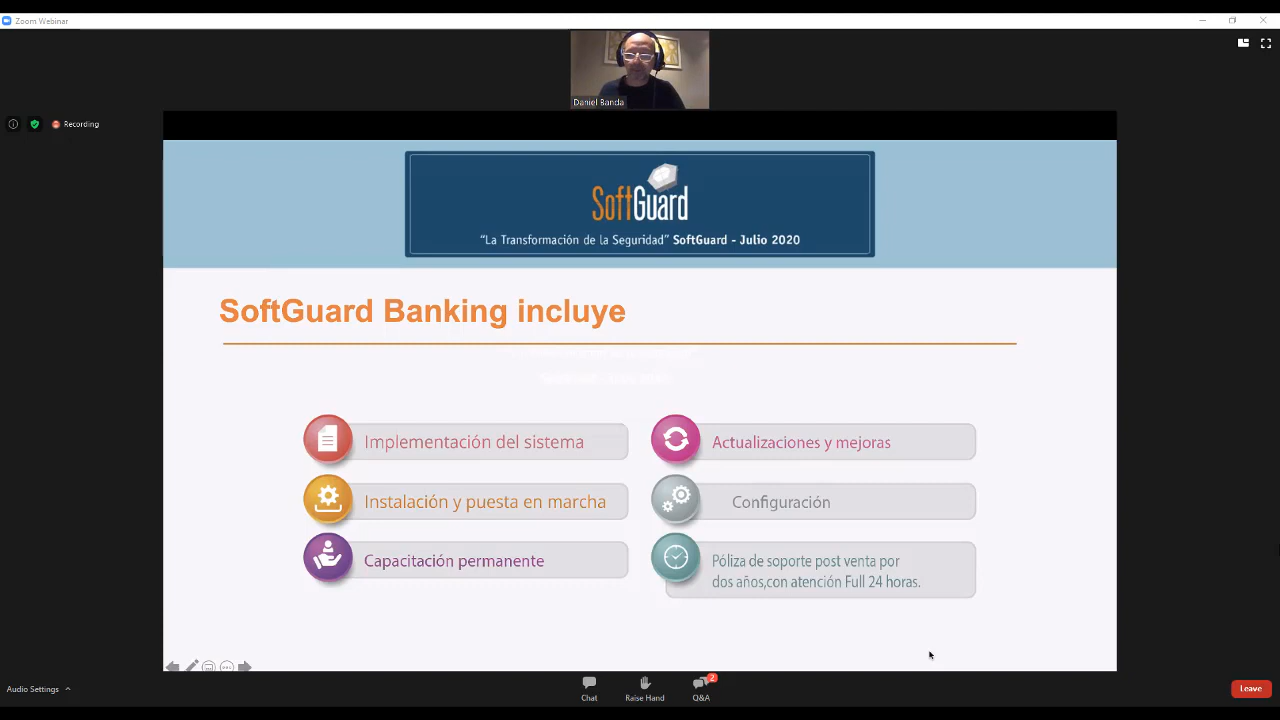 Zoom Webinar
Daniel Banda
Recording
SoftGuard
“La Transformación de la Seguridad” SoftGuard - Julio 2020
SoftGuard Banking incluye
Implementación del sistema
Actualizaciones y mejoras
Instalación y puesta en marcha
Configuración
Capacitación permanente
Póliza de soporte post venta por
dos años,con atención Full 24 horas.
Audio Settings
Chat
Raise Hand
2
Q&A
Leave